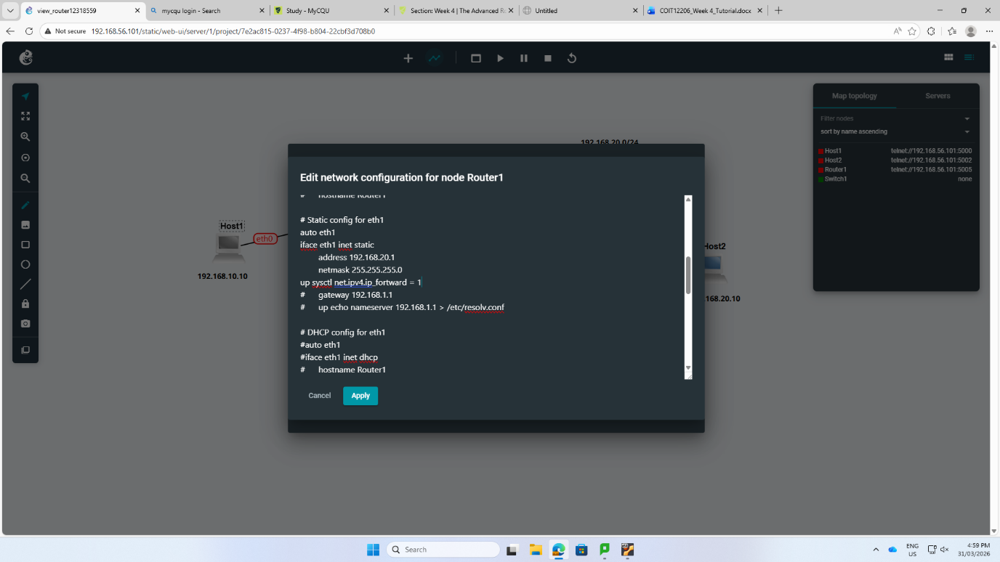 view_router12318559
mycqu login - Search
Study - MyCQU
Section: Week 4 | The Advanced Ro
Untitled
COIT12206_Week 4_Tutorial.docx
Not secure
192.168.56.101/static/web-ui/server/1/project/7e2ac815-0237-4f98-b804-22cbf3d708b0
Map topology
Servers
Filter nodes
sort by name ascending
Host1 telnet://192.168.56.101:5000
Host2 telnet://192.168.56.101:5002
Router1 telnet://192.168.56.101:5005
Switch1 none
192.168.20.0/24
Host1
eth0
192.168.10.10
Host2
.168.20.10
Edit network configuration for node Router1
# hostname Router1
# Static config for eth1
auto eth1
iface eth1 inet static
address 192.168.20.1
netmask 255.255.255.0
up sysctl net.ipv4.ip_fortward = 1
# gateway 192.168.1.1
# up echo nameserver 192.168.1.1 > /etc/resolv.conf
# DHCP config for eth1
#auto eth1
#iface eth1 inet dhcp
# hostname Router1
Cancel
Apply
Search
ENG
US
4:59 PM
31/03/2026